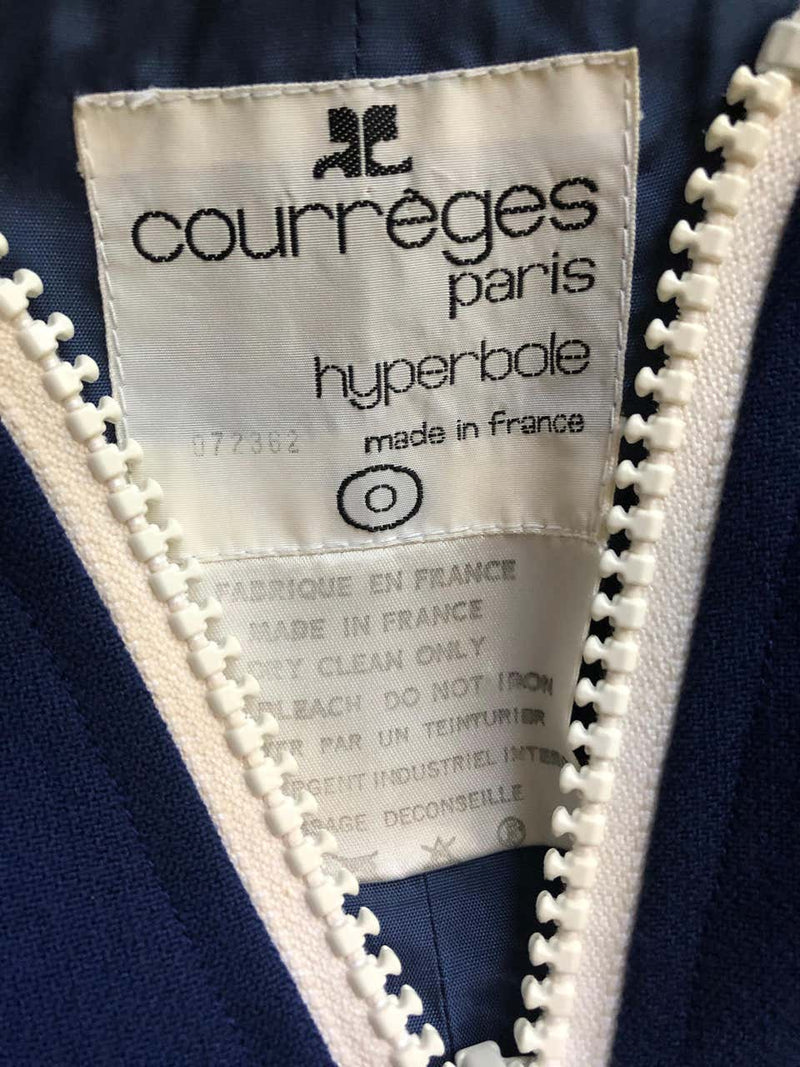 courrèges
paris
hyperbole
072362 made in france
0
FABRIQUE EN FRANCE
MADE IN FRANCE
DRY CLEAN ONLY
BLEACH DO NOT IRON
PAR UN TEINTURIER
INDUSTRIEL
DECONSEILLE